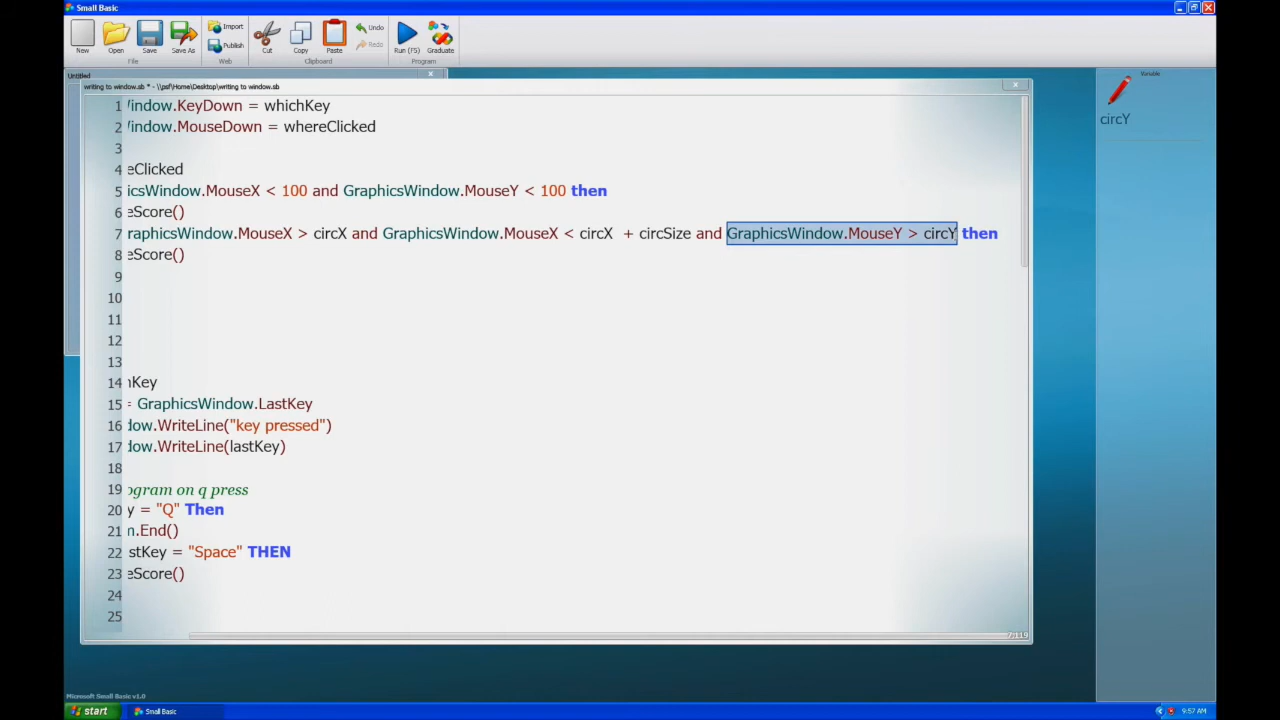 Small Basic
New
Open
Save
Save As
Import
Publish
Cut
Copy
Paste
Undo
Redo
Run (F5)
Graduate
File
Web
Clipboard
Program
Untitled
writing to window.sb * - \\psf\Home\Desktop\writing to window.sb
Variable
circY
1 Window.KeyDown = whichKey
2 Window.MouseDown = whereClicked
3
4 eClicked
5 icsWindow.MouseX < 100 and GraphicsWindow.MouseY < 100 then
6 eScore()
7 raphicsWindow.MouseX > circX and GraphicsWindow.MouseX < circX + circSize and GraphicsWindow.MouseY > circY then
8 eScore()
9
10
11
12
13
14 hKey
15 = GraphicsWindow.LastKey
16 dow.WriteLine("key pressed")
17 dow.WriteLine(lastKey)
18
19 ogram on q press
20 y = "Q" Then
21 m.End()
22 stKey = "Space" THEN
23 eScore()
24
25
7,119
Microsoft Small Basic v1.0
start
Small Basic
9:57 AM